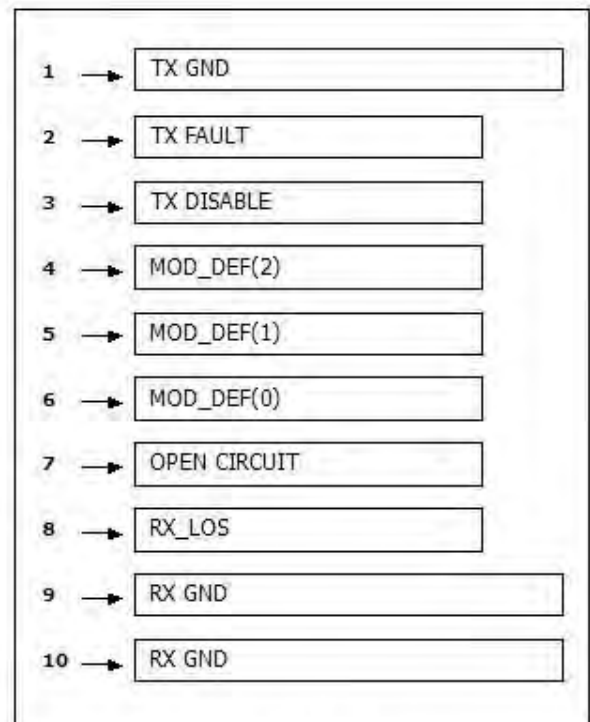 1 TX GND
2 TX FAULT
3 TX DISABLE
4 MOD_DEF(2)
5 MOD_DEF(1)
6 MOD_DEF(0)
7 OPEN CIRCUIT
8 RX_LOS
9 RX GND
10 RX GND